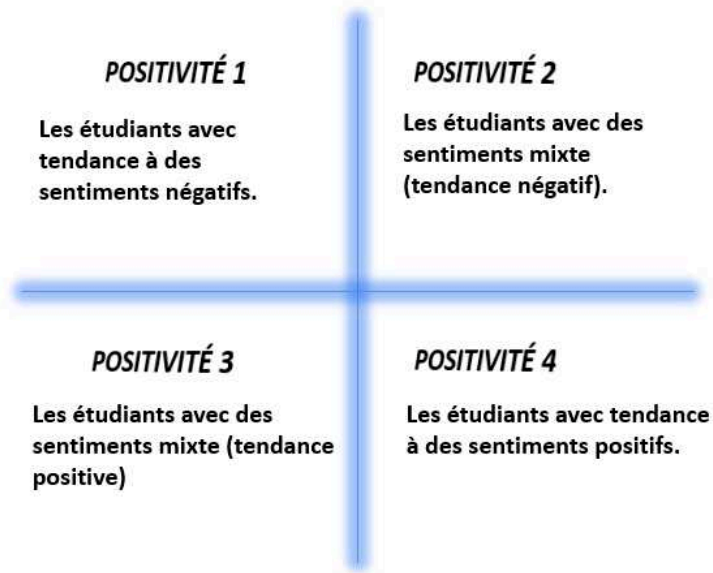 POSITIVITÉ 1
Les étudiants avec
tendance à des
sentiments négatifs.
POSITIVITÉ 2
Les étudiants avec des
sentiments mixte
(tendance négatif).
POSITIVITÉ 3
Les étudiants avec des
sentiments mixte (tendance
positive)
POSITIVITÉ 4
Les étudiants avec tendance
à des sentiments positifs.